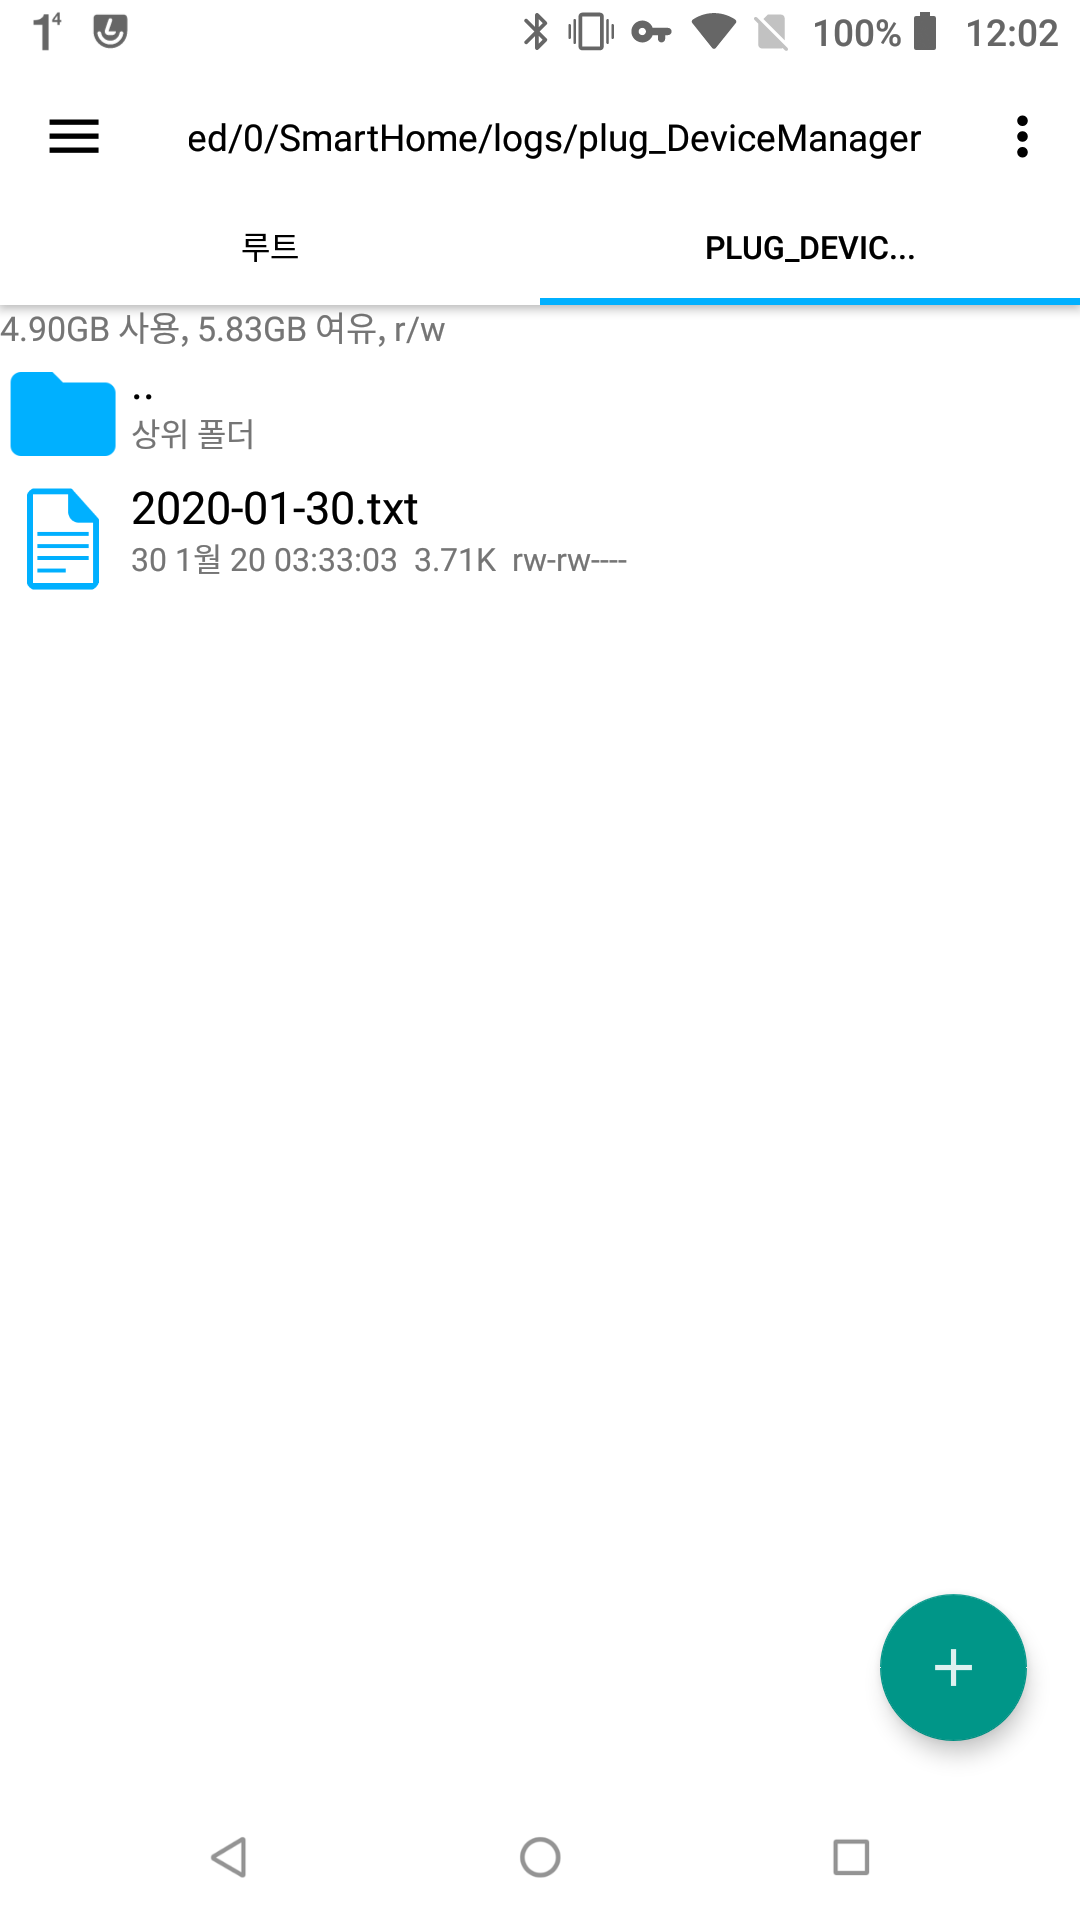 1⁴ 100% 12:02
ed/0/SmartHome/logs/plug_DeviceManager
루트 PLUG_DEVIC...
4.90GB 사용, 5.83GB 여유, r/w
..
상위 폴더
2020-01-30.txt
30 1월 20 03:33:03 3.71K rw-rw----